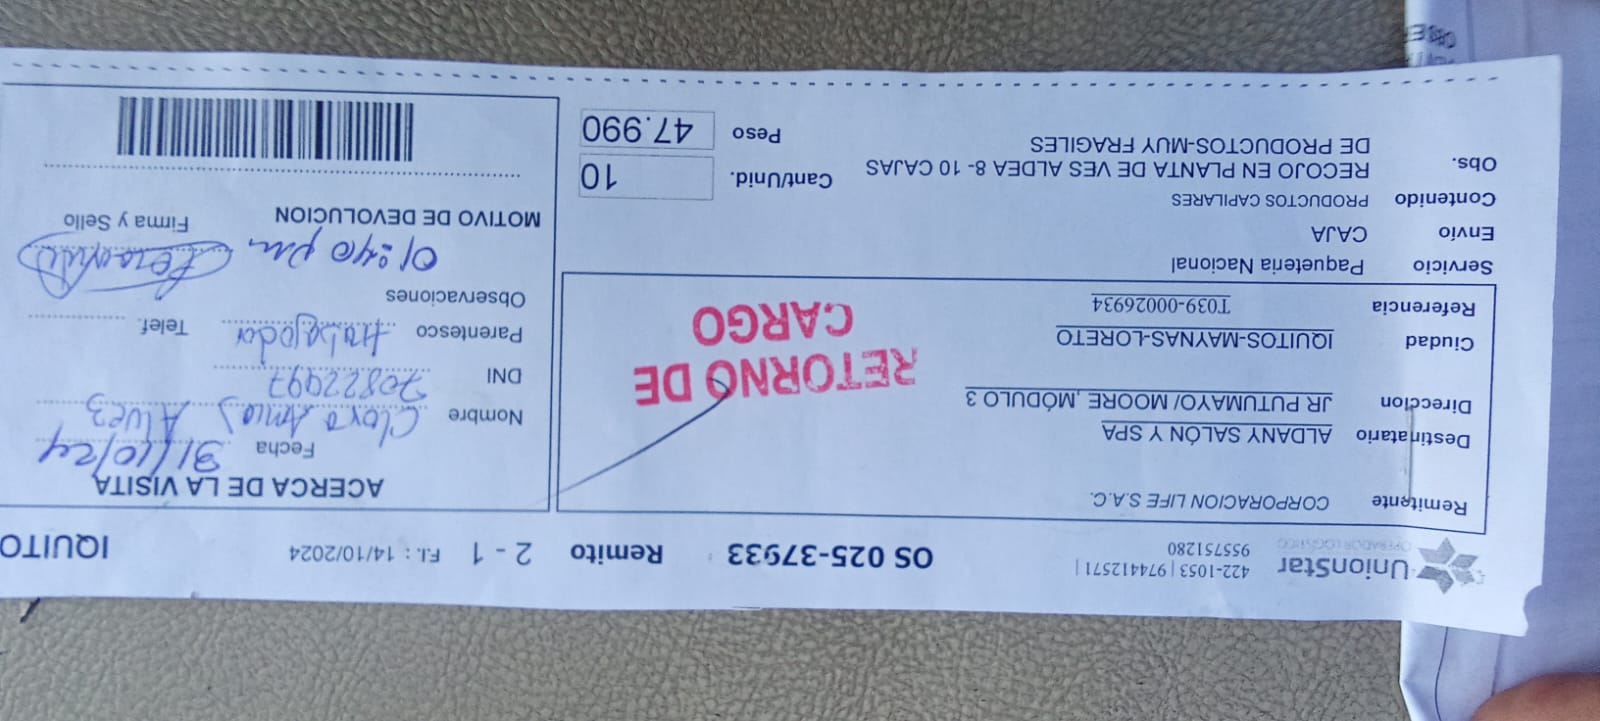 UnionStar
OPERADOR LOGISTICO
422-1053 | 974412571 |
955751280
OS 025-37933
Remito 2 - 1
F.I. : 14/10/2024
IQUITO
Remitente CORPORACION LIFE S.A.C.
Destinatario ALDANY SALÓN Y SPA
Direccion JR PUTUMAYO/ MOORE ,MÓDULO 3
Ciudad IQUITOS-MAYNAS-LORETO
Referencia T039-00026934
RETORNO DE
CARGO
Servicio Paqueteria Nacional
Envio CAJA
Contenido PRODUCTOS CAPILARES
Obs. RECOJO EN PLANTA DE VES ALDEA 8- 10 CAJAS
DE PRODUCTOS-MUY FRAGILES
Cant/Unid. 10
Peso 47.990
ACERCA DE LA VISITA
Fecha 31/10/24
Nombre Arias Alvez
DNI 70822997
Parentesco trabajador Telef.
Observaciones
01:40 pm
MOTIVO DE DEVOLUCION
Firma y Sello